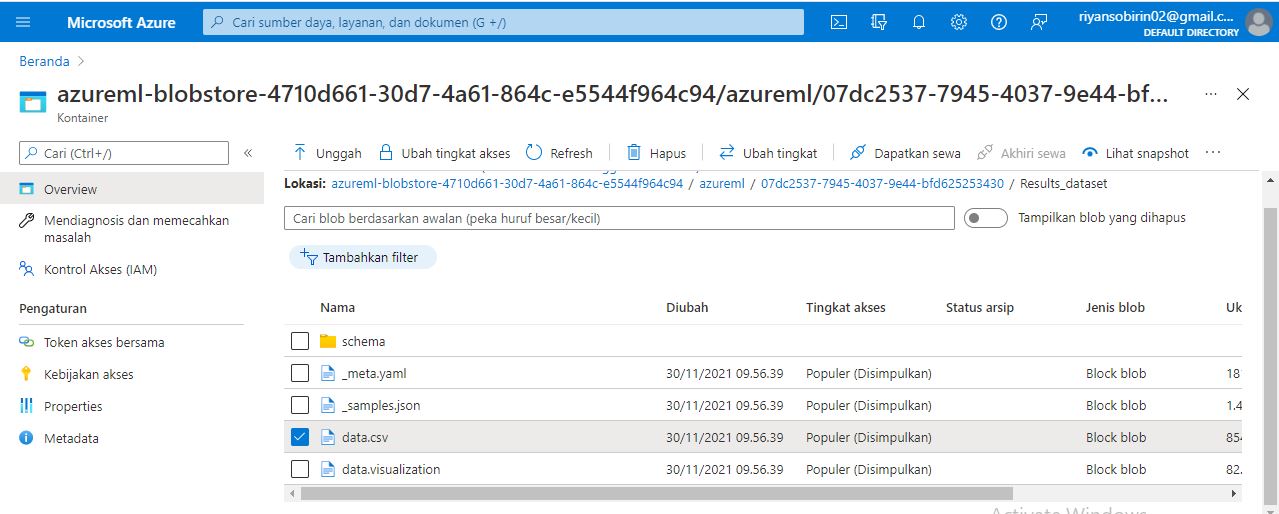 Microsoft Azure
Cari sumber daya, layanan, dan dokumen (G +/)
riyansobirin02@gmail.c...
DEFAULT DIRECTORY
Beranda >
azureml-blobstore-4710d661-30d7-4a61-864c-e5544f964c94/azureml/07dc2537-7945-4037-9e44-bf...
Kontainer
Cari (Ctrl+/)
Overview
Mendiagnosis dan memecahkan
masalah
Kontrol Akses (IAM)
Pengaturan
Token akses bersama
Kebijakan akses
Properties
Metadata
Unggah Ubah tingkat akses Refresh Hapus Ubah tingkat Dapatkan sewa Akhiri sewa Lihat snapshot ...
Lokasi: azureml-blobstore-4710d661-30d7-4a61-864c-e5544f964c94 / azureml / 07dc2537-7945-4037-9e44-bfd625253430 / Results_dataset
Cari blob berdasarkan awalan (peka huruf besar/kecil) Tampilkan blob yang dihapus
Tambahkan filter
Nama Diubah Tingkat akses Status arsip Jenis blob Uk
schema
_meta.yaml 30/11/2021 09.56.39 Populer (Disimpulkan) Block blob 18
_samples.json 30/11/2021 09.56.39 Populer (Disimpulkan) Block blob 1.4
data.csv 30/11/2021 09.56.39 Populer (Disimpulkan) Block blob 854
data.visualization 30/11/2021 09.56.39 Populer (Disimpulkan) Block blob 82.
Activate Windows